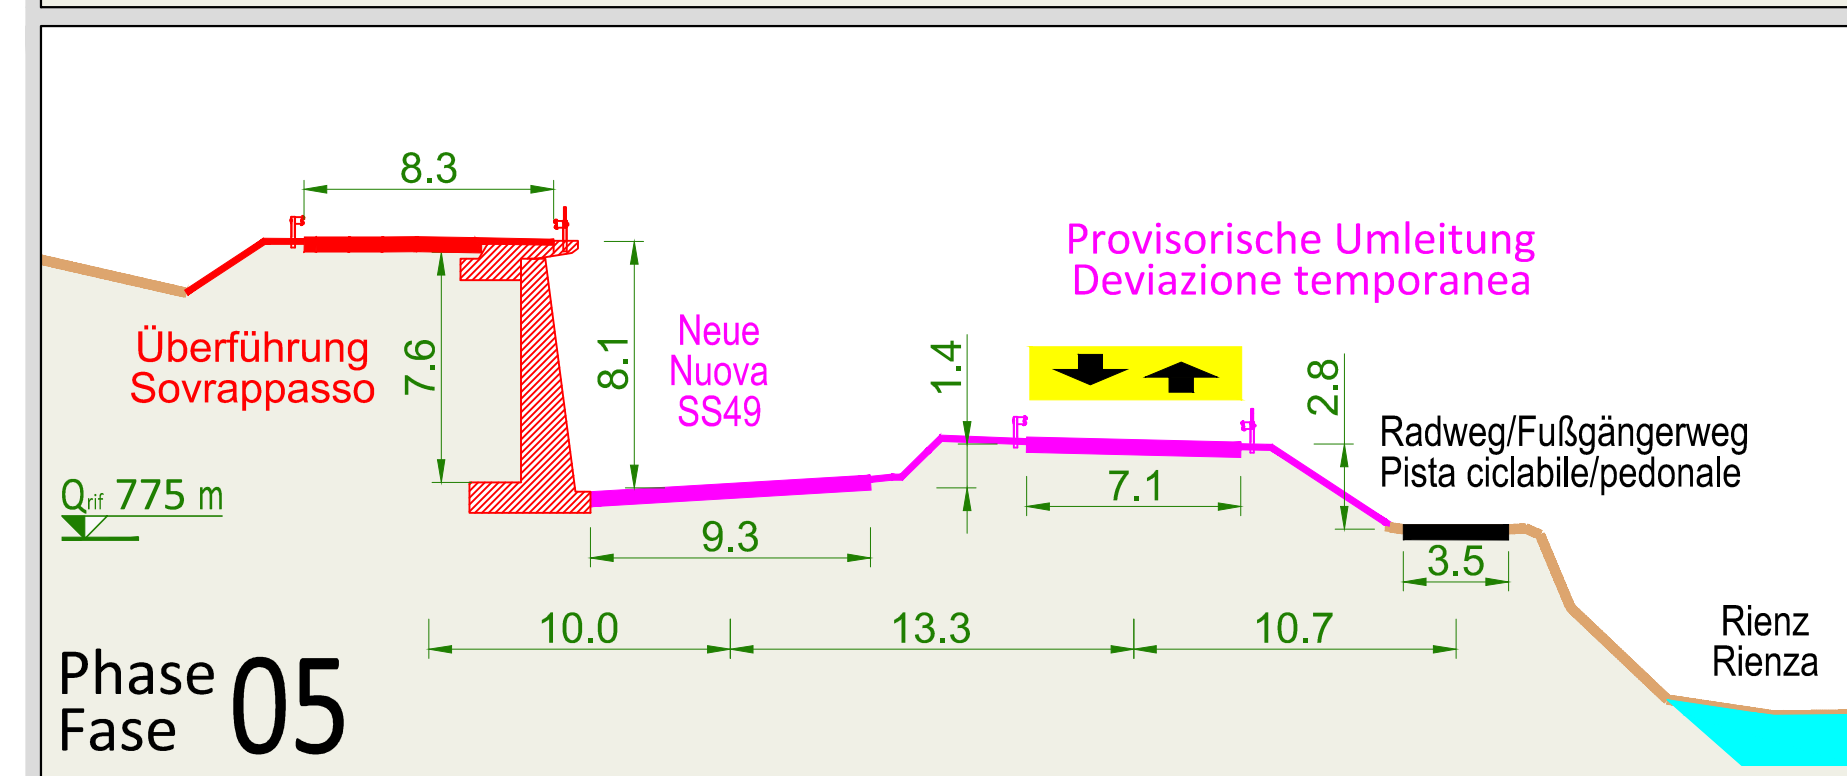 8.3
Provisorische Umleitung
Deviazione temporanea
Überführung
Sovrappasso
7.6
8.1
Neue
Nuova
SS49
1.4
2.8
Radweg/Fußgängerweg
Pista ciclabile/pedonale
Qrif 775 m
7.1
9.3
3.5
10.0
13.3
10.7
Rienz
Rienza
Phase
Fase
05